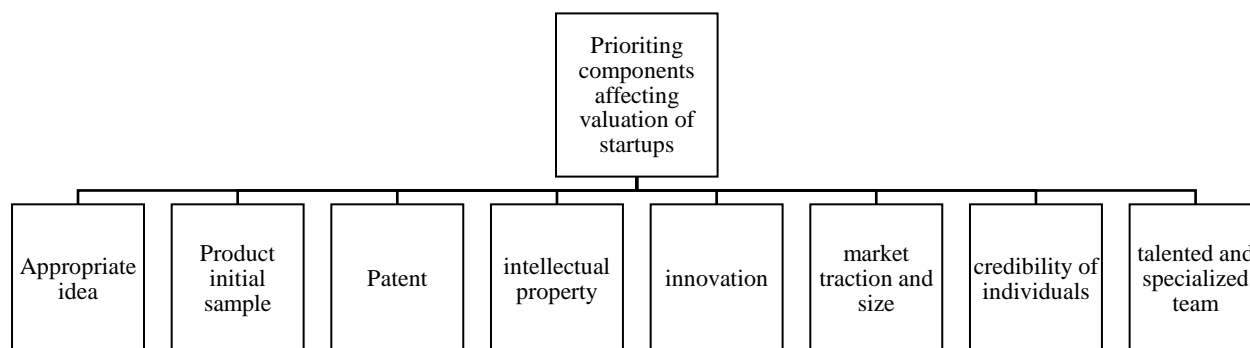 Prioriting
components
affecting
valuation of
startups
Appropriate
idea
Product
initial
sample
Patent
intellectual
property
innovation
market
traction and
size
credibility of
individuals
talented and
specialized
team